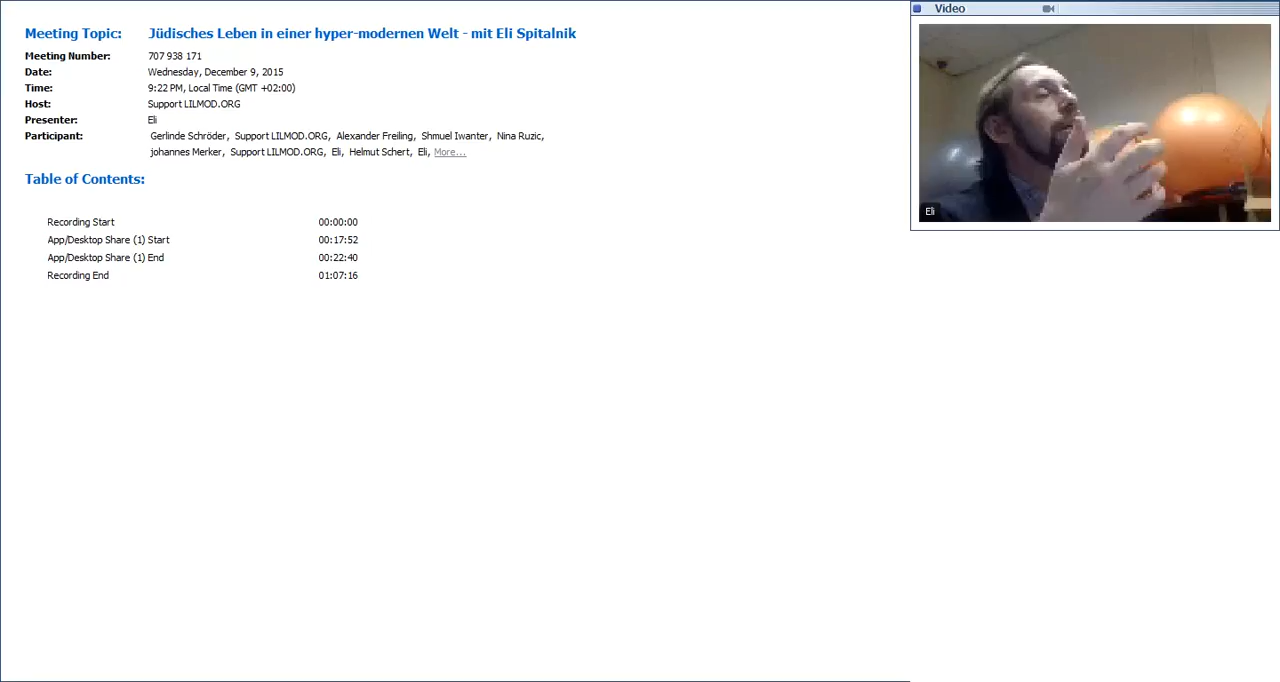 Meeting Topic: Jüdisches Leben in einer hyper-modernen Welt - mit Eli Spitalnik
Meeting Number: 707 938 171
Date: Wednesday, December 9, 2015
Time: 9:22 PM, Local Time (GMT +02:00)
Host: Support LILMOD.ORG
Presenter: Eli
Participant: Gerlinde Schröder, Support LILMOD.ORG, Alexander Freiling, Shmuel Iwanter, Nina Ruzic,
johannes Merker, Support LILMOD.ORG, Eli, Helmut Schert, Eli, More...
Table of Contents:
Recording Start 00:00:00
App/Desktop Share (1) Start 00:17:52
App/Desktop Share (1) End 00:22:40
Recording End 01:07:16
Video
Eli